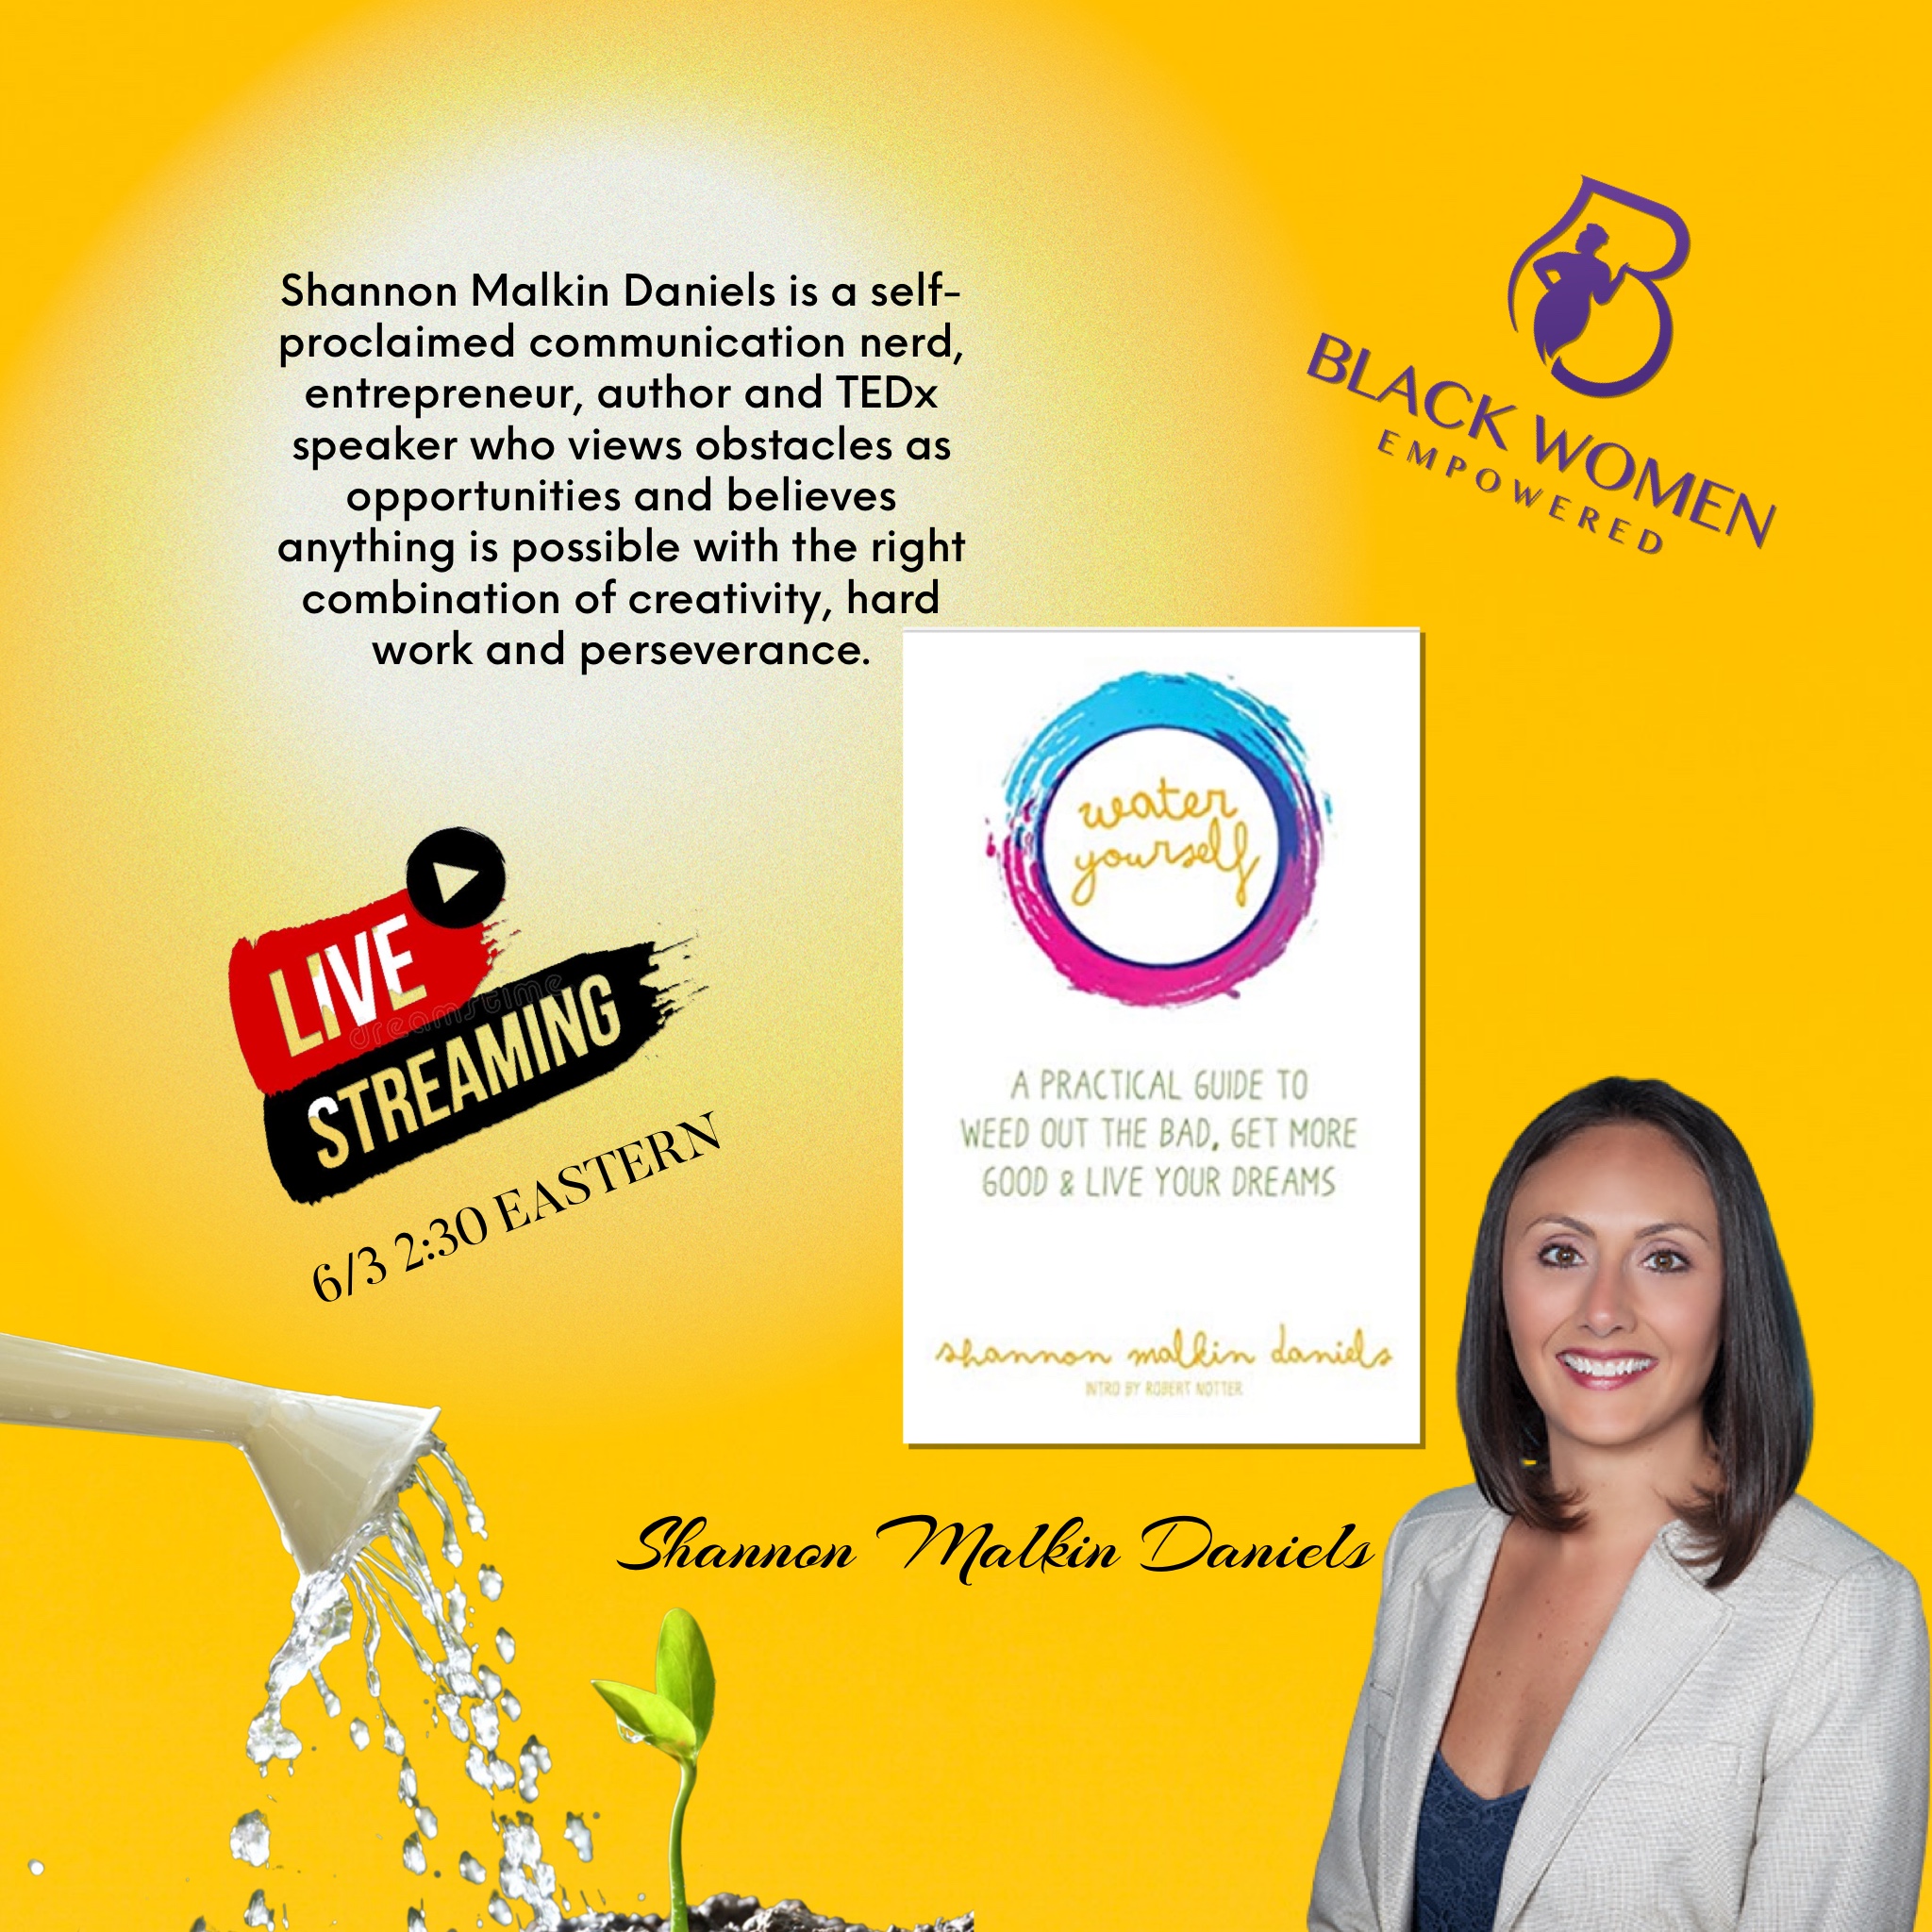 Shannon Malkin Daniels is a self-
proclaimed communication nerd,
entrepreneur, author and TEDx
speaker who views obstacles as
opportunities and believes
anything is possible with the right
combination of creativity, hard
work and perseverance.
BLACK WOMEN
EMPOWERED
LIVE
STREAMING
dreamstime
6/3 2:30 EASTERN
water
yourself
A PRACTICAL GUIDE TO
WEED OUT THE BAD, GET MORE
GOOD & LIVE YOUR DREAMS
shannon malkin daniels
INTRO BY ROBERT NOTTER
Shannon Malkin Daniels